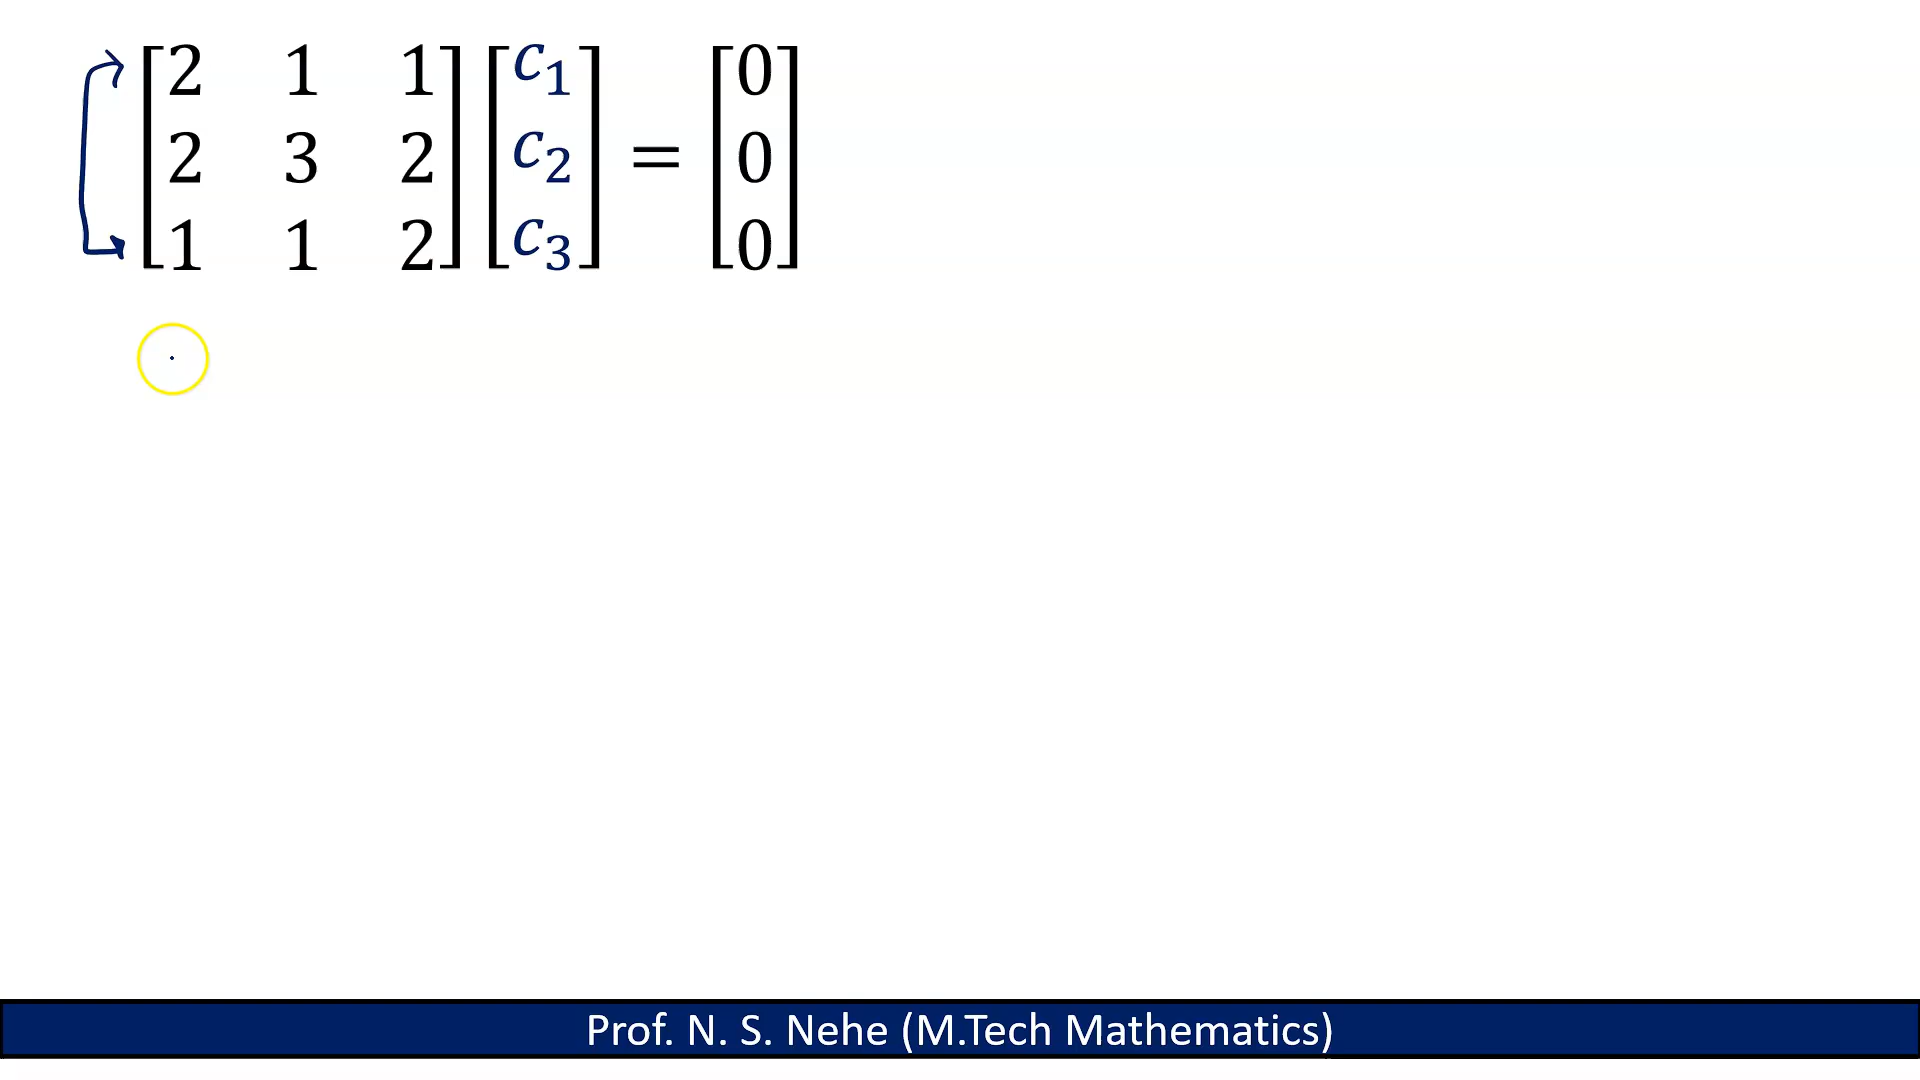 [2 1 1] [c₁] [0]
[2 3 2] [c₂] = [0]
[1 1 2] [c₃] [0]
Prof. N. S. Nehe (M.Tech Mathematics)